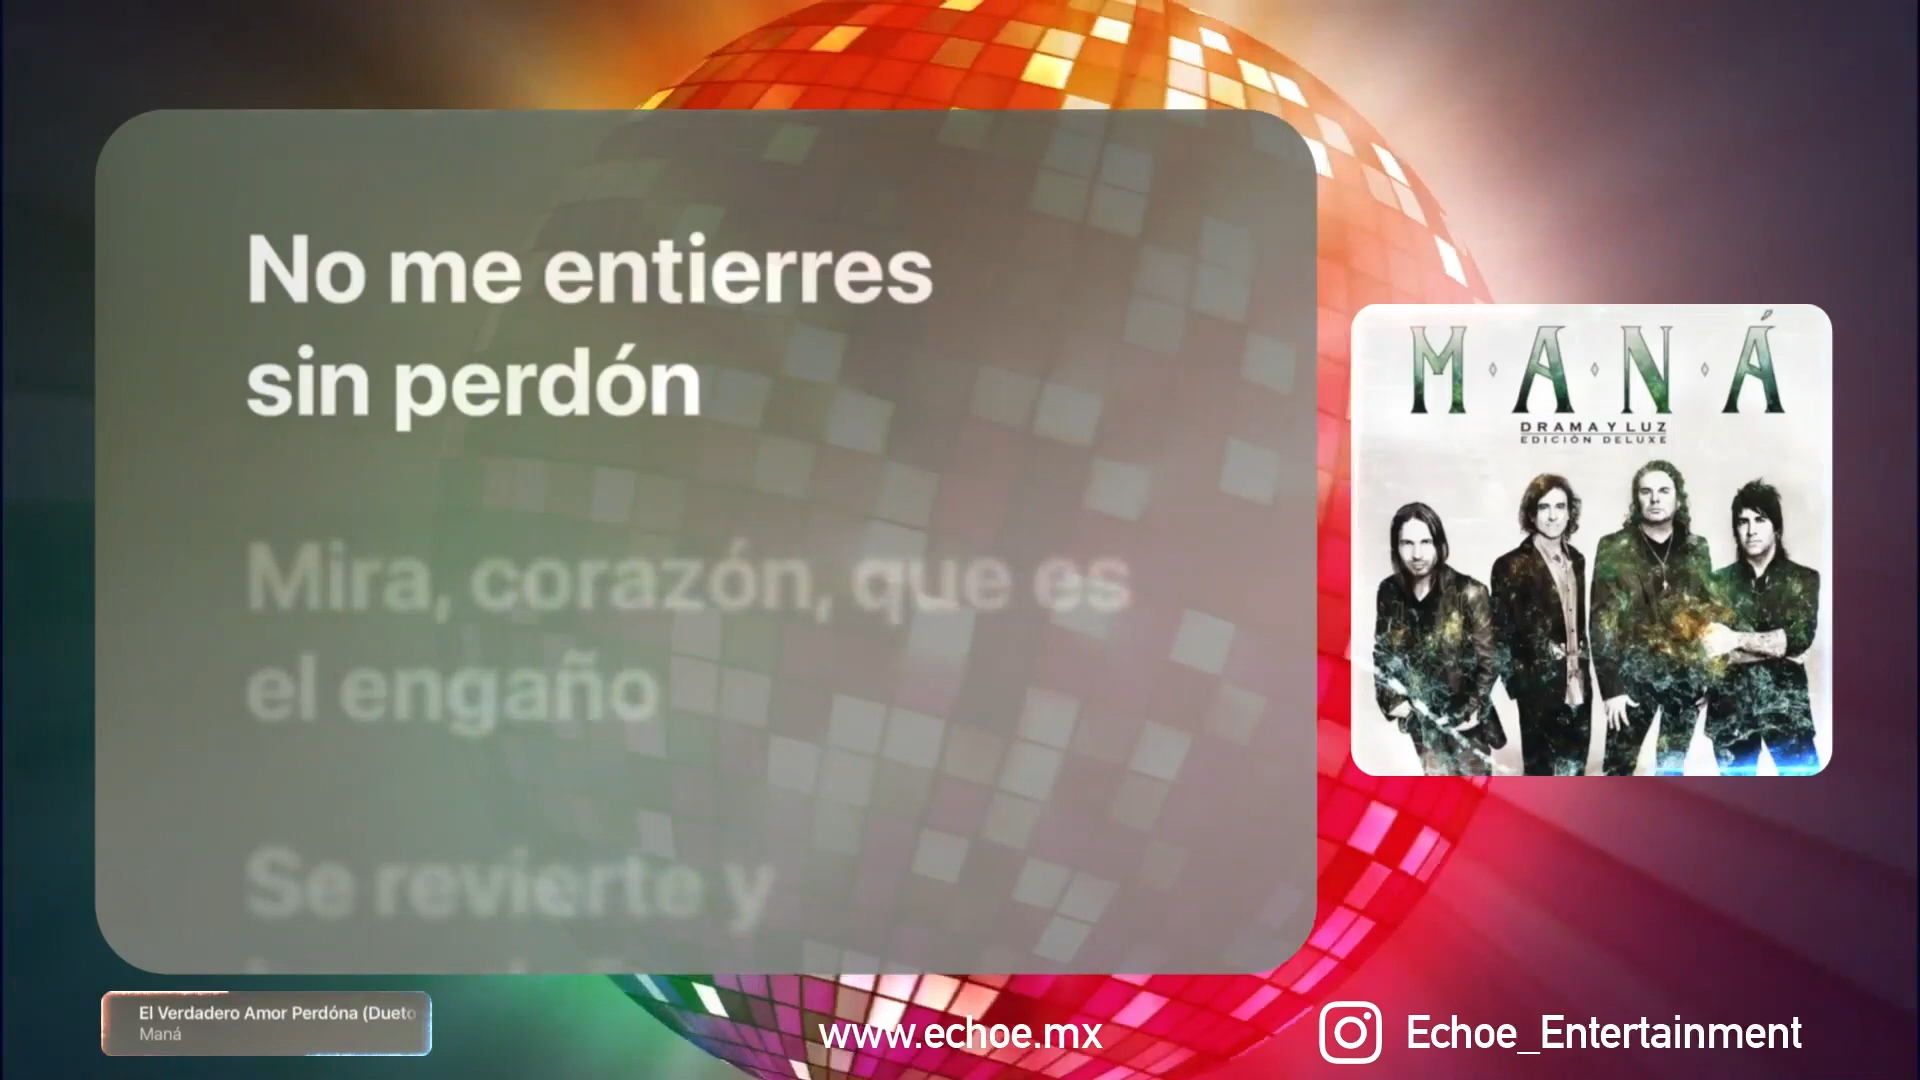 No me entierres
sin perdón
Mira, corazón, que es
el engaño
Se revierte y
M A N Á
DRAMA Y LUZ
EDICIÓN DELUXE
El Verdadero Amor Perdóna (Dueto
Maná
www.echoe.mx
Echoe_Entertainment